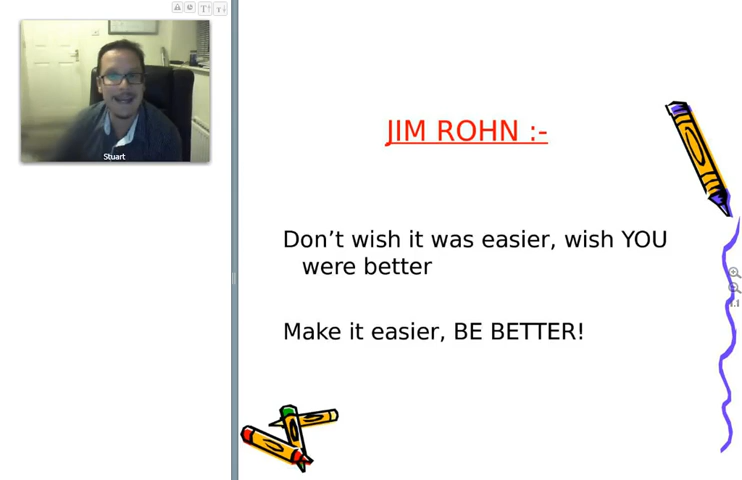 Stuart
JIM ROHN :-
Don’t wish it was easier, wish YOU
were better
Make it easier, BE BETTER!